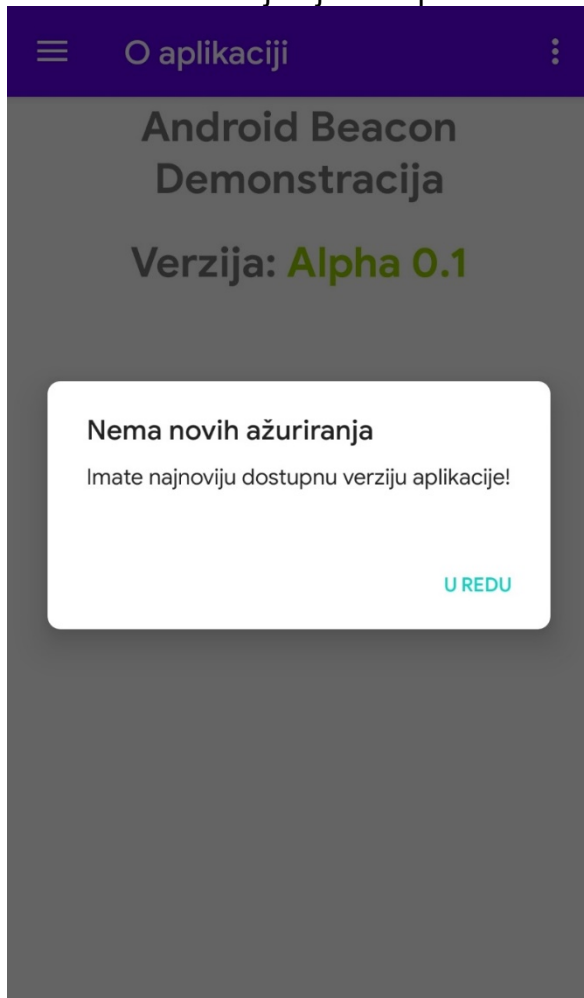 O aplikaciji
Android Beacon
Demonstracija
Verzija: Alpha 0.1
Nema novih ažuriranja
Imate najnoviju dostupnu verziju aplikacije!
U REDU